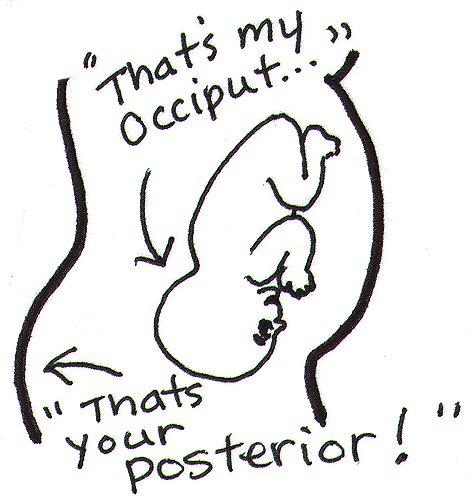 "That's my
Occiput..."
"Thats
your
posterior!"